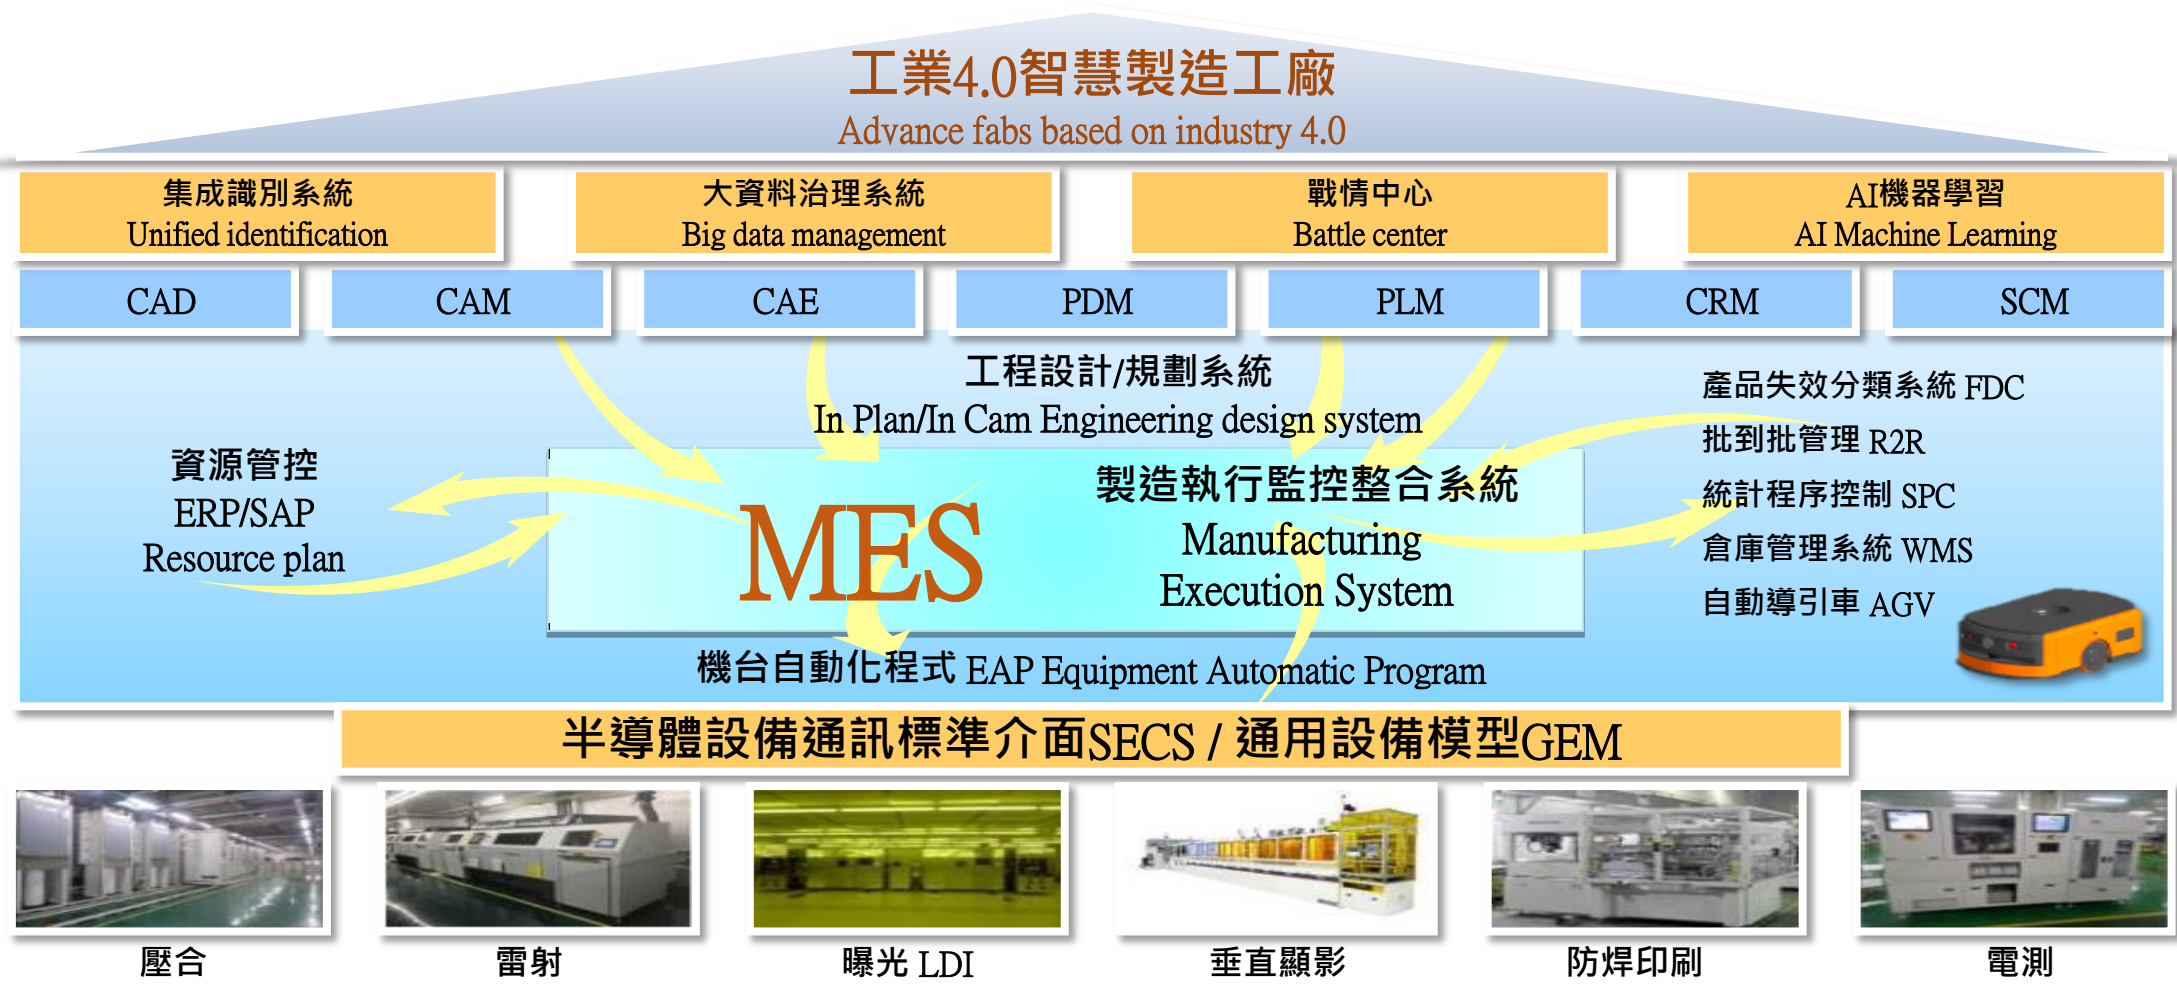 工業4.0智慧製造工廠
Advance fabs based on industry 4.0
集成識別系統
Unified identification
大資料治理系統
Big data management
戰情中心
Battle center
AI機器學習
AI Machine Learning
CAD
CAM
CAE
PDM
PLM
CRM
SCM
工程設計/規劃系統
In Plan/In Cam Engineering design system
資源管控
ERP/SAP
Resource plan
MES
製造執行監控整合系統
Manufacturing
Execution System
產品失效分類系統 FDC
批到批管理 R2R
統計程序控制 SPC
倉庫管理系統 WMS
自動導引車 AGV
機台自動化程式 EAP Equipment Automatic Program
半導體設備通訊標準介面SECS / 通用設備模型GEM
壓合
雷射
曝光 LDI
垂直顯影
防焊印刷
電測